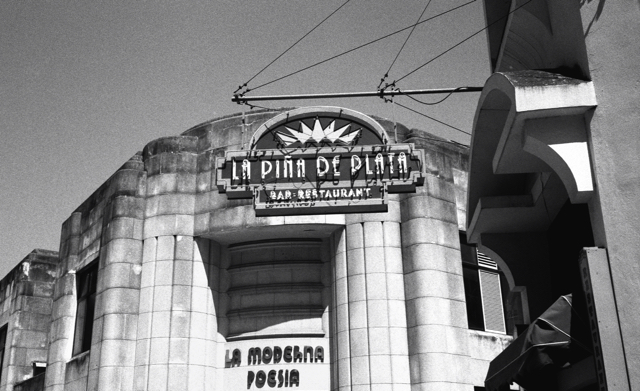 LA PIÑA DE PLATA
BAR-RESTAURANT
LA MODERNA
POESIA